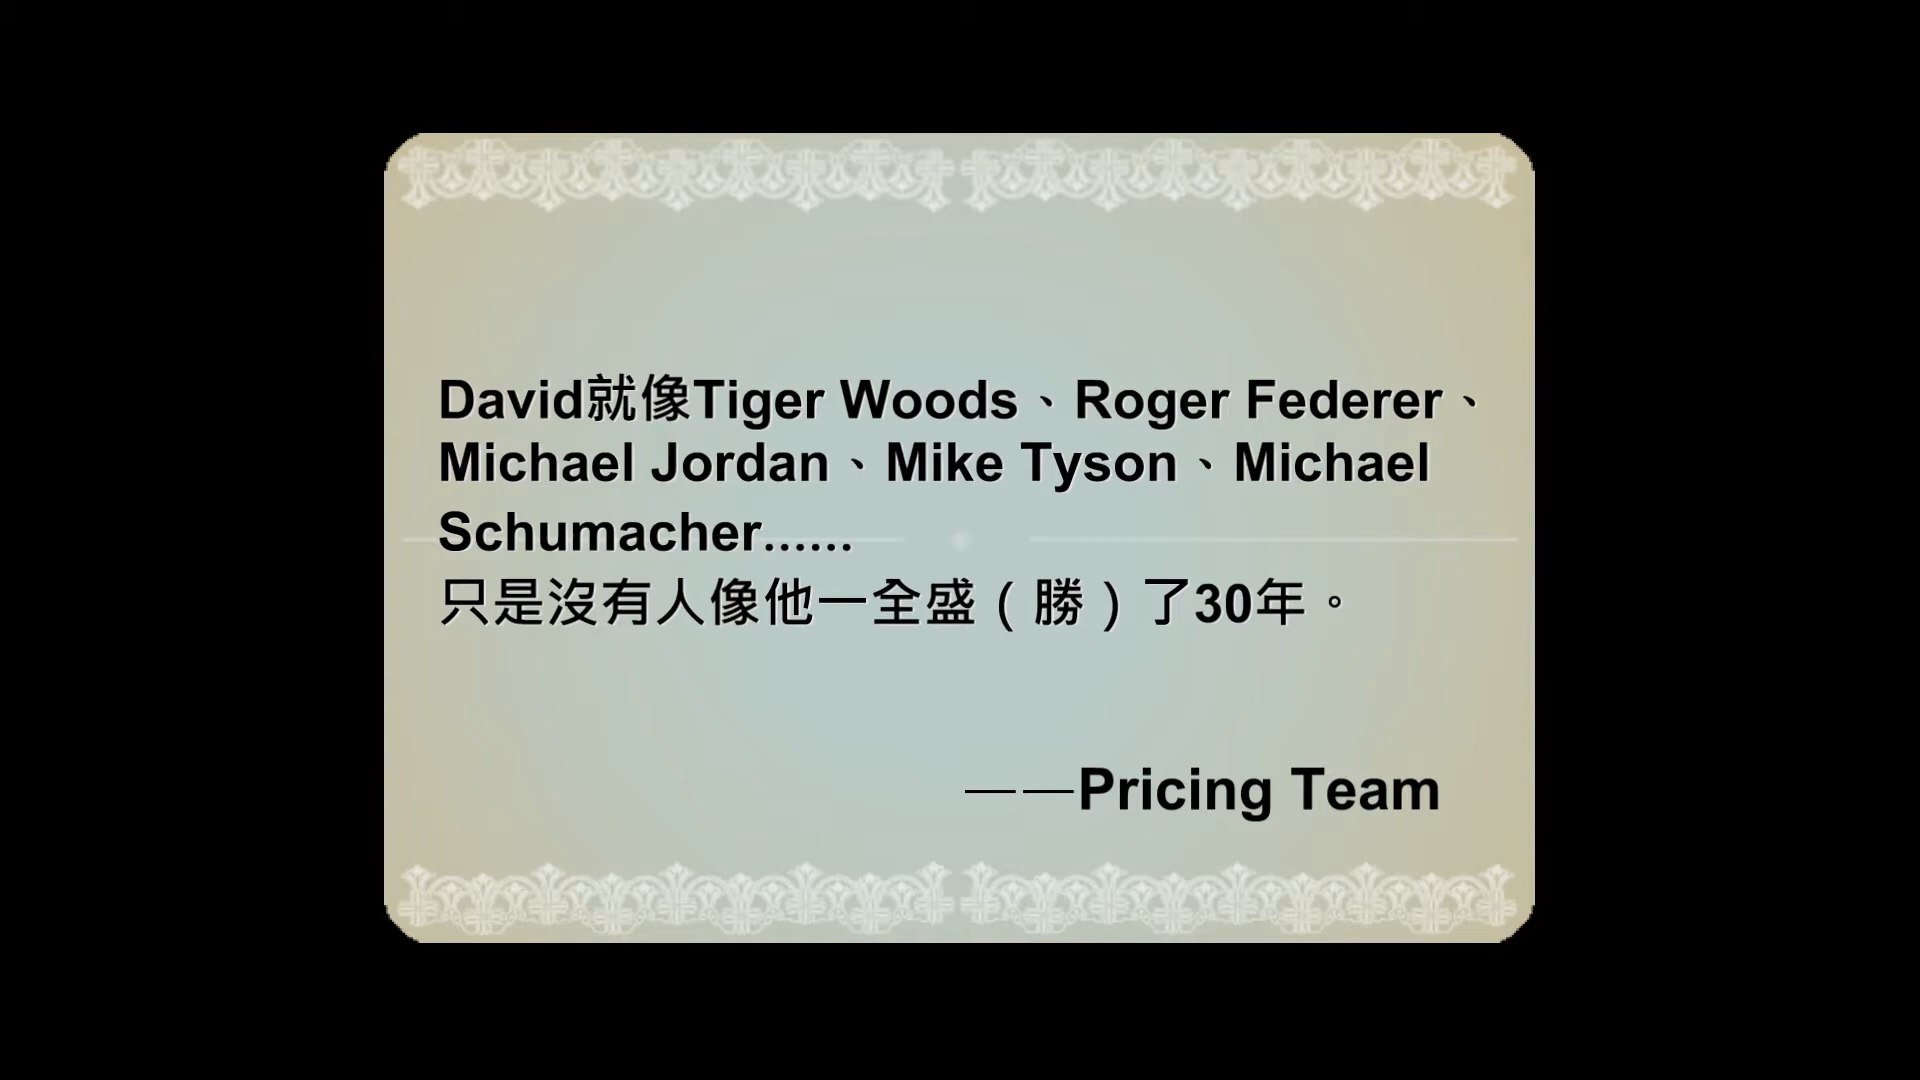 David就像Tiger Woods、Roger Federer、
Michael Jordan、Mike Tyson、Michael
Schumacher......
只是沒有人像他一全盛（勝）了30年。
——Pricing Team